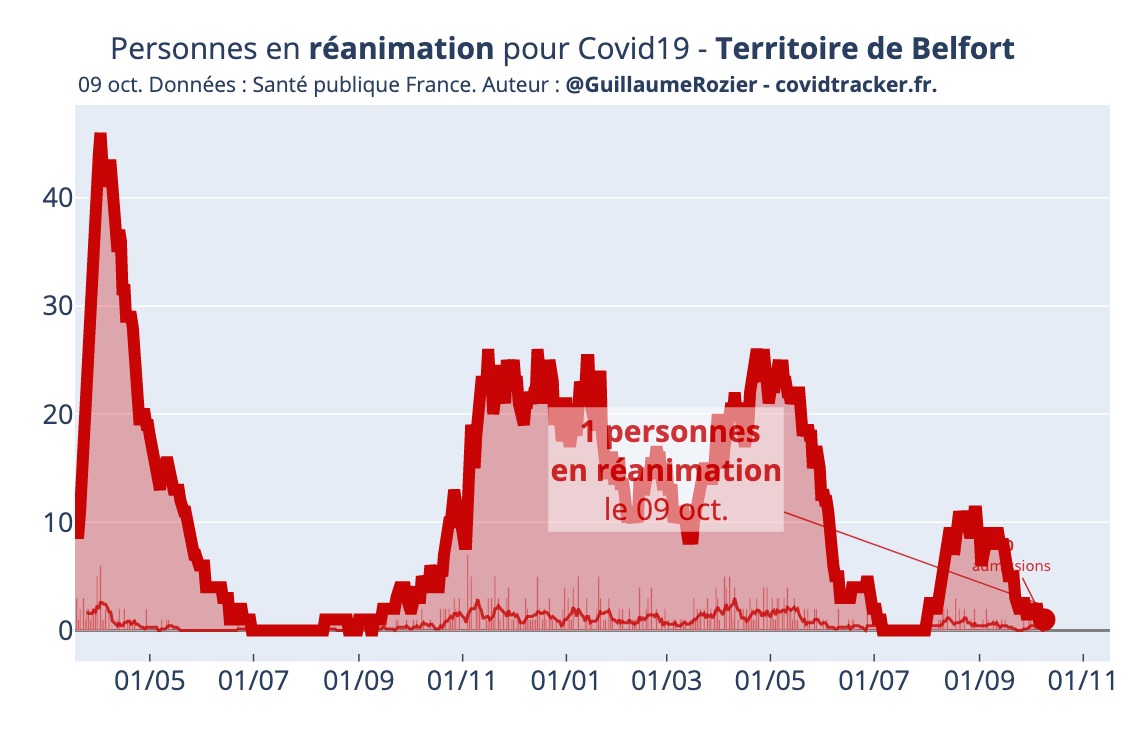 Personnes en réanimation pour Covid19 - Territoire de Belfort
09 oct. Données : Santé publique France. Auteur : @GuillaumeRozier - covidtracker.fr.
40
30
20
10
0
1 personnes
en réanimation
le 09 oct.
admissions
01/05 01/07 01/09 01/11 01/01 01/03 01/05 01/07 01/09 01/11